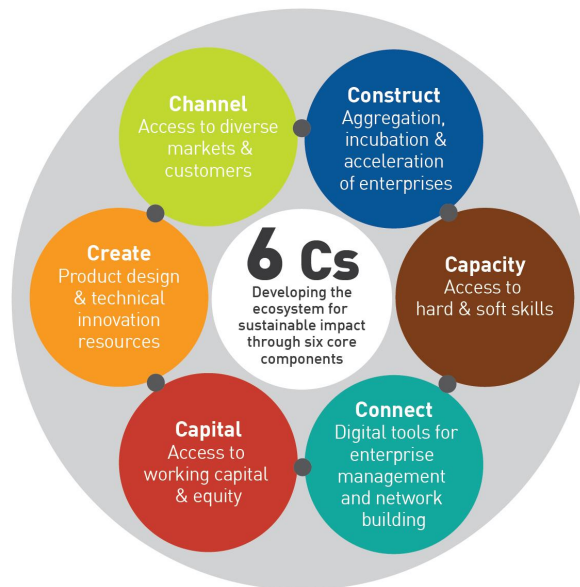 Channel
Access to diverse
markets &
customers
Construct
Aggregation,
incubation &
acceleration
of enterprises
Create
Product design
& technical
innovation
resources
6 Cs
Developing the
ecosystem for
sustainable impact
through six core
components
Capacity
Access to
hard & soft skills
Capital
Access to
working capital
& equity
Connect
Digital tools for
enterprise
management
and network
building